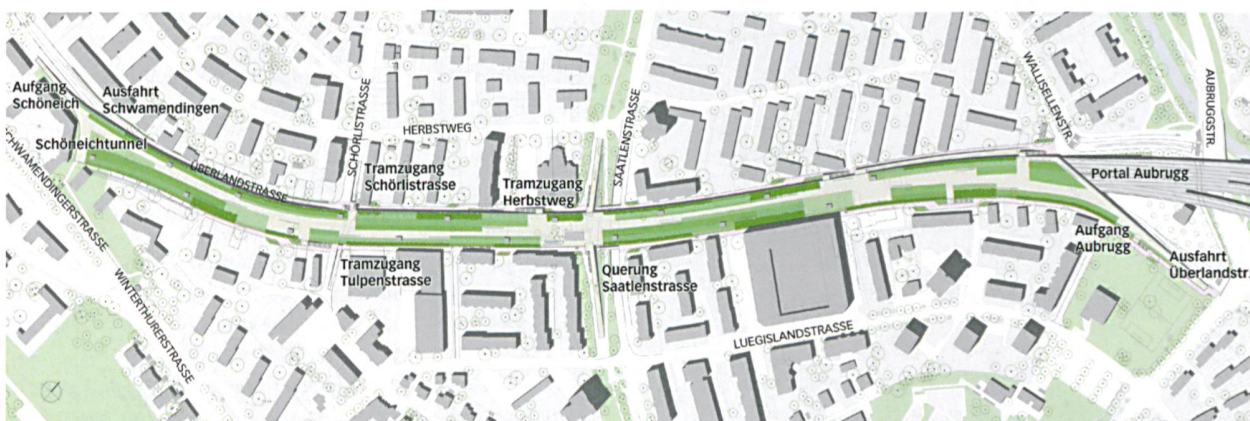 Aufgang
Schöneich
Ausfahrt
Schwamendingen
Schöneichtunnel
SCHWAMENDINGERSTRASSE
WINTERTHURERSTRASSE
ÜBERLANDSTRASSE
SCHÖRLISTRASSE
HERBSTWEG
Tramzugang
Schörlistrasse
Tramzugang
Herbstweg
SAATLENSTRASSE
Tramzugang
Tulpenstrasse
Querung
Saatlenstrasse
LUEGISLANDSTRASSE
WALLISELLENSTR.
AUBRUGGSTR.
Portal Aubrugg
Aufgang
Aubrugg
Ausfahrt
Überlandstr.